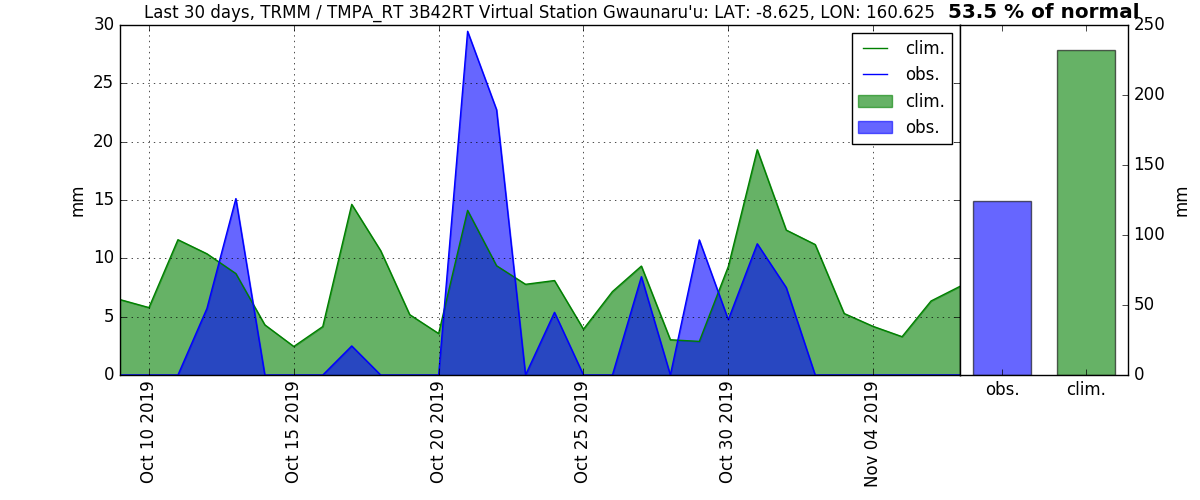 Last 30 days, TRMM / TMPA_RT 3B42RT Virtual Station Gwaunaru'u: LAT: -8.625, LON: 160.625
53.5 % of normal
30
25
20
15
10
5
0
mm
clim.
obs.
clim.
obs.
Oct 10 2019
Oct 15 2019
Oct 20 2019
Oct 25 2019
Oct 30 2019
Nov 04 2019
250
200
150
100
50
0
mm
obs.
clim.